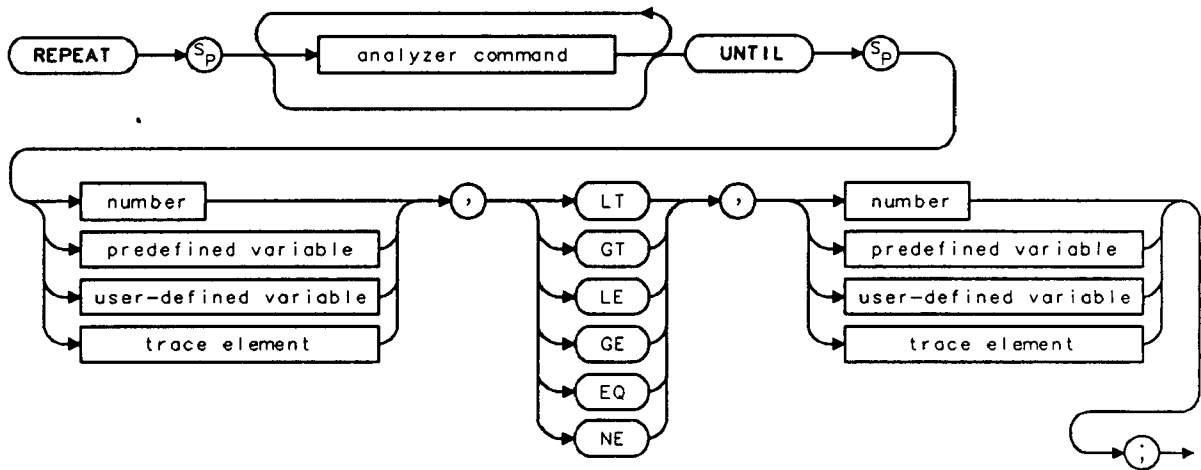 REPEAT SP analyzer command UNTIL SP
number , LT , number
predefined variable GT predefined variable
user-defined variable LE user-defined variable
trace element GE trace element
EQ
NE
;